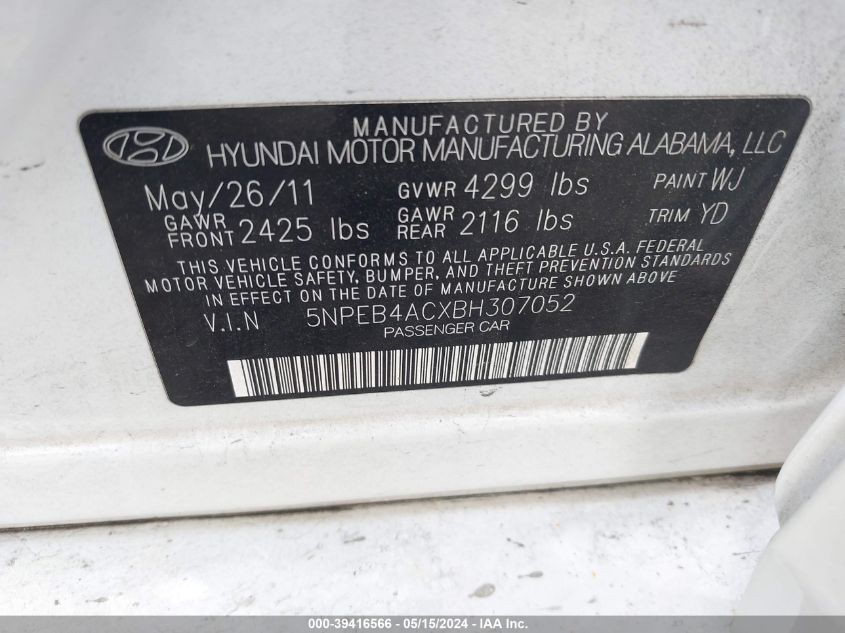 MANUFACTURED BY
HYUNDAI MOTOR MANUFACTURING ALABAMA, LLC
May/26/11 GVWR 4299 lbs PAINT WJ
GAWR FRONT 2425 lbs GAWR REAR 2116 lbs TRIM YD
THIS VEHICLE CONFORMS TO ALL APPLICABLE U.S.A. FEDERAL
MOTOR VEHICLE SAFETY, BUMPER, AND THEFT PREVENTION STANDARDS
IN EFFECT ON THE DATE OF MANUFACTURE SHOWN ABOVE
V.I.N 5NPEB4ACXBH307052
PASSENGER CAR
000-39416566 - 05/15/2024 - IAAI.com